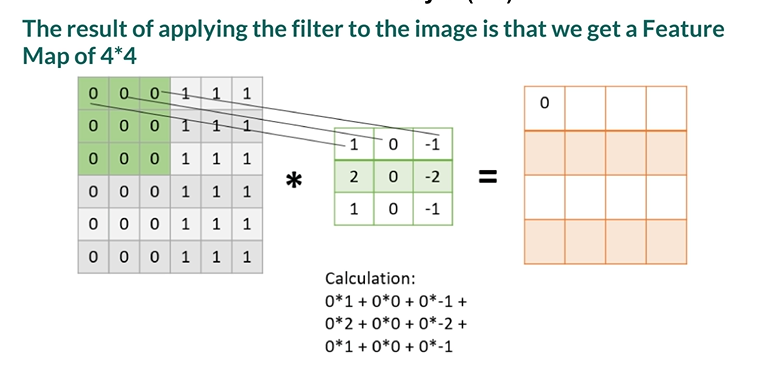 The result of applying the filter to the image is that we get a Feature
Map of 4*4
0 0 0 1 1 1
0 0 0 1 1 1
0 0 0 1 1 1
0 0 0 1 1 1
0 0 0 1 1 1
0 0 0 1 1 1
*
1 0 -1
2 0 -2
1 0 -1
=
0
Calculation:
0*1 + 0*0 + 0*-1 +
0*2 + 0*0 + 0*-2 +
0*1 + 0*0 + 0*-1